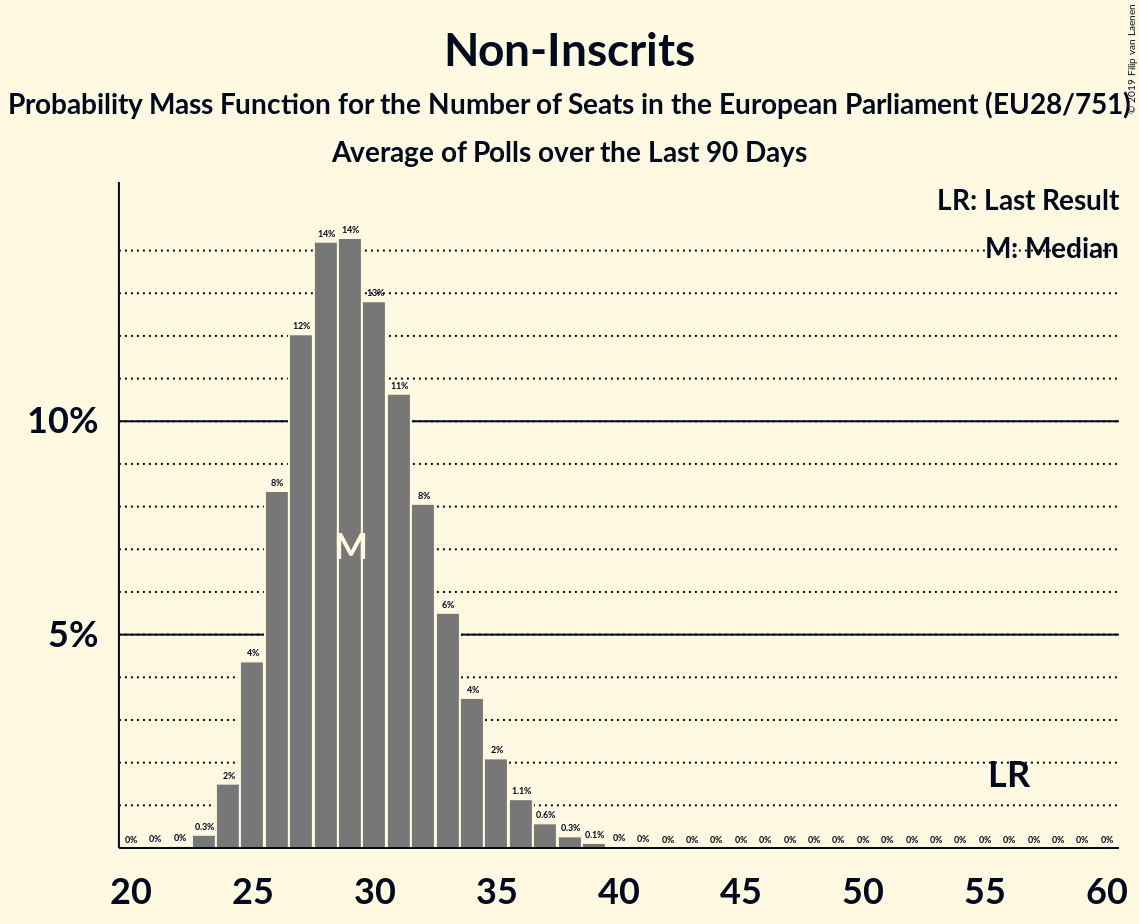 Non-Inscrits
Probability Mass Function for the Number of Seats in the European Parliament (EU28/751)
Average of Polls over the Last 90 Days
© 2019 Filip van Laenen
LR: Last Result
M: Median
10%
5%
0% 0% 0% 0.3% 2% 4% 8% 12% 14% 14% 13% 11% 8% 6% 4% 2% 1.1% 0.6% 0.3% 0.1% 0% 0% 0% 0% 0% 0% 0% 0% 0% 0% 0% 0% 0% 0% 0% 0% 0% 0% 0% 0% 0%
M
LR
20 25 30 35 40 45 50 55 60